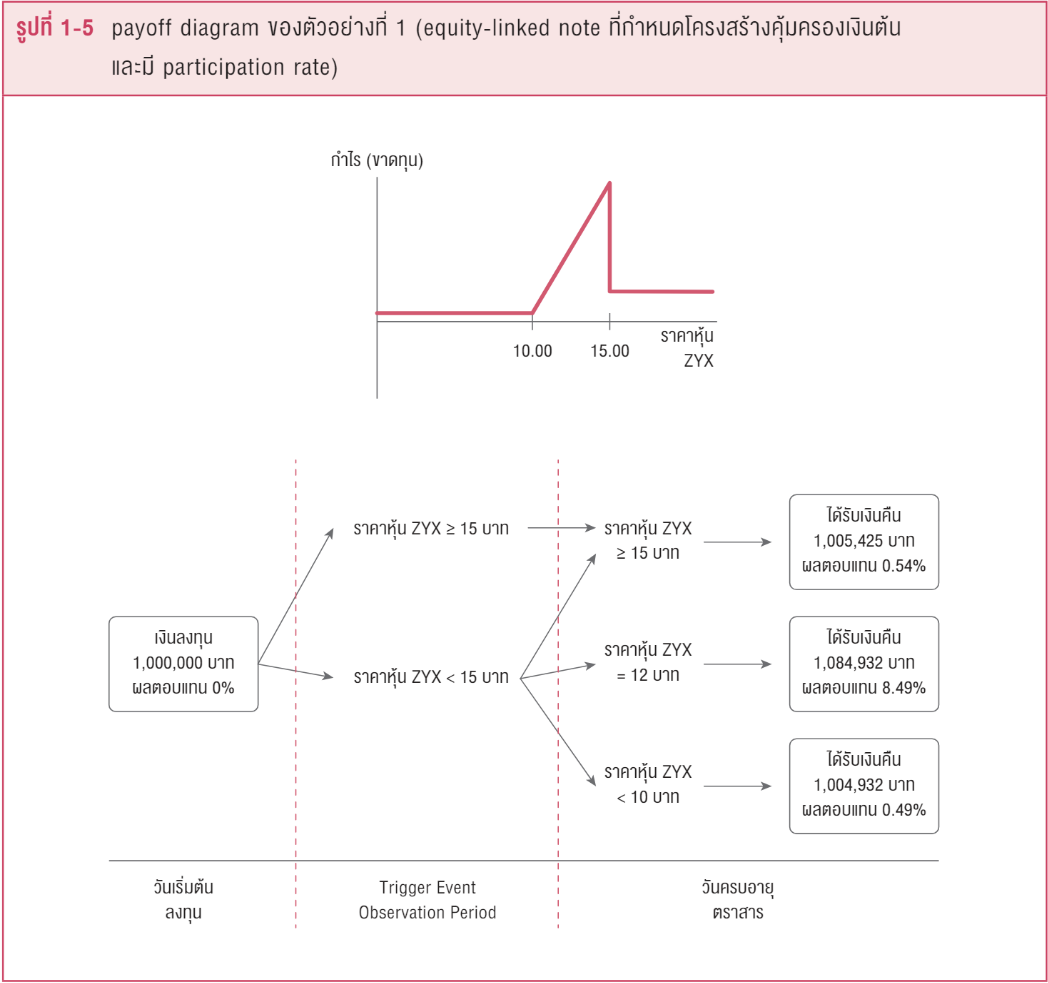 รูปที่ 1-5 payoff diagram ของตัวอย่างที่ 1 (equity-linked note ที่กำหนดโครงสร้างคุ้มครองเงินต้น
และมี participation rate)
กำไร (ขาดทุน)
10.00
15.00
ราคาหุ้น
ZYX
เงินลงทุน
1,000,000 บาท
ผลตอบแทน 0%
ราคาหุ้น ZYX ≥ 15 บาท
ราคาหุ้น ZYX < 15 บาท
ราคาหุ้น ZYX
≥ 15 บาท
ราคาหุ้น ZYX
= 12 บาท
ราคาหุ้น ZYX
< 10 บาท
ได้รับเงินคืน
1,005,425 บาท
ผลตอบแทน 0.54%
ได้รับเงินคืน
1,084,932 บาท
ผลตอบแทน 8.49%
ได้รับเงินคืน
1,004,932 บาท
ผลตอบแทน 0.49%
วันเริ่มต้น
ลงทุน
Trigger Event
Observation Period
วันครบอายุ
ตราสาร